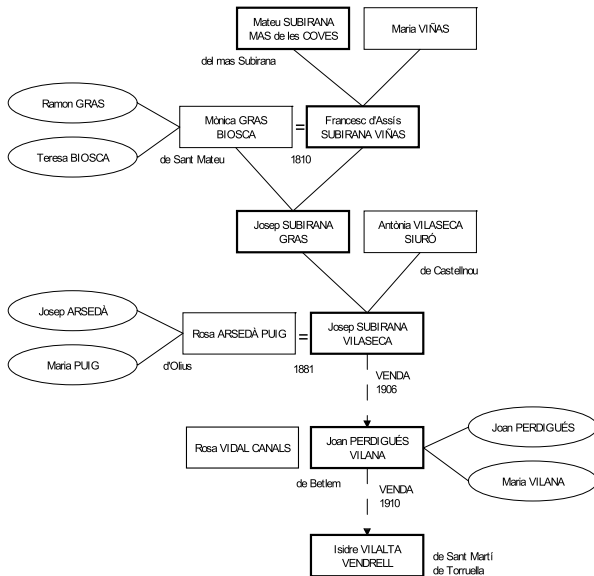 Mateu SUBIRANA
MAS de les COVES
Maria VIÑAS
del mas Subirana
Ramon GRAS
Teresa BIOSCA
Mònica GRAS
BIOSCA
=
Francesc d'Assís
SUBIRANA VIÑAS
de Sant Mateu
1810
Josep SUBIRANA
GRAS
Antònia VILASECA
SIURÓ
de Castellnou
Josep ARSEDÀ
Maria PUIG
Rosa ARSEDÀ PUIG
=
Josep SUBIRANA
VILASECA
d'Olius
1881
VENDA
1906
Rosa VIDAL CANALS
Joan PERDIGUÉS
VILANA
Joan PERDIGUÉS
Maria VILANA
de Betlem
VENDA
1910
Isidre VILALTA
VENDRELL
de Sant Martí
de Torruella